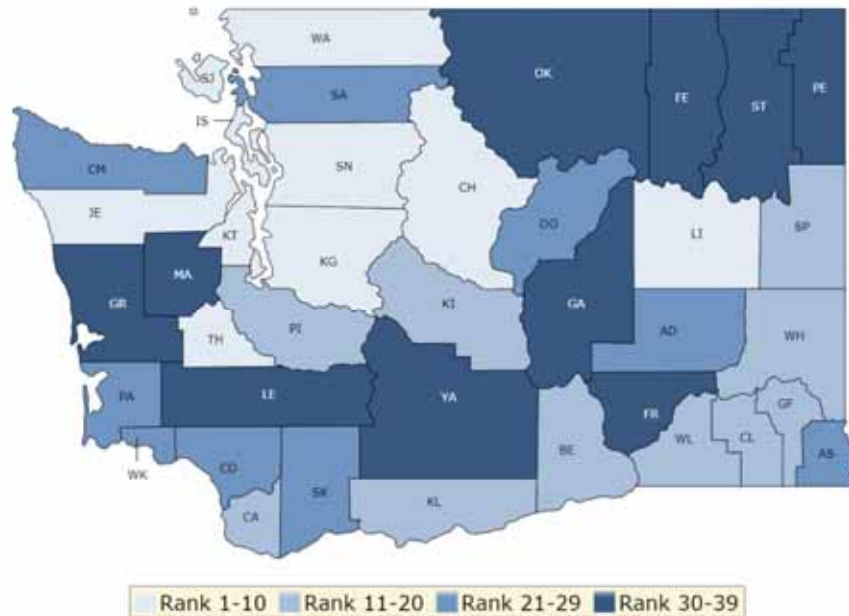 WA
OK
FE
ST
PE
SJ
SA
IS
SN
CH
CM
DO
JE
KT
LI
SP
KG
MA
GR
KI
GA
PI
AD
TH
WH
LE
YA
PA
FR
GF
WL
CL
BE
WK
CO
SK
AS
CA
KL
Rank 1-10 Rank 11-20 Rank 21-29 Rank 30-39